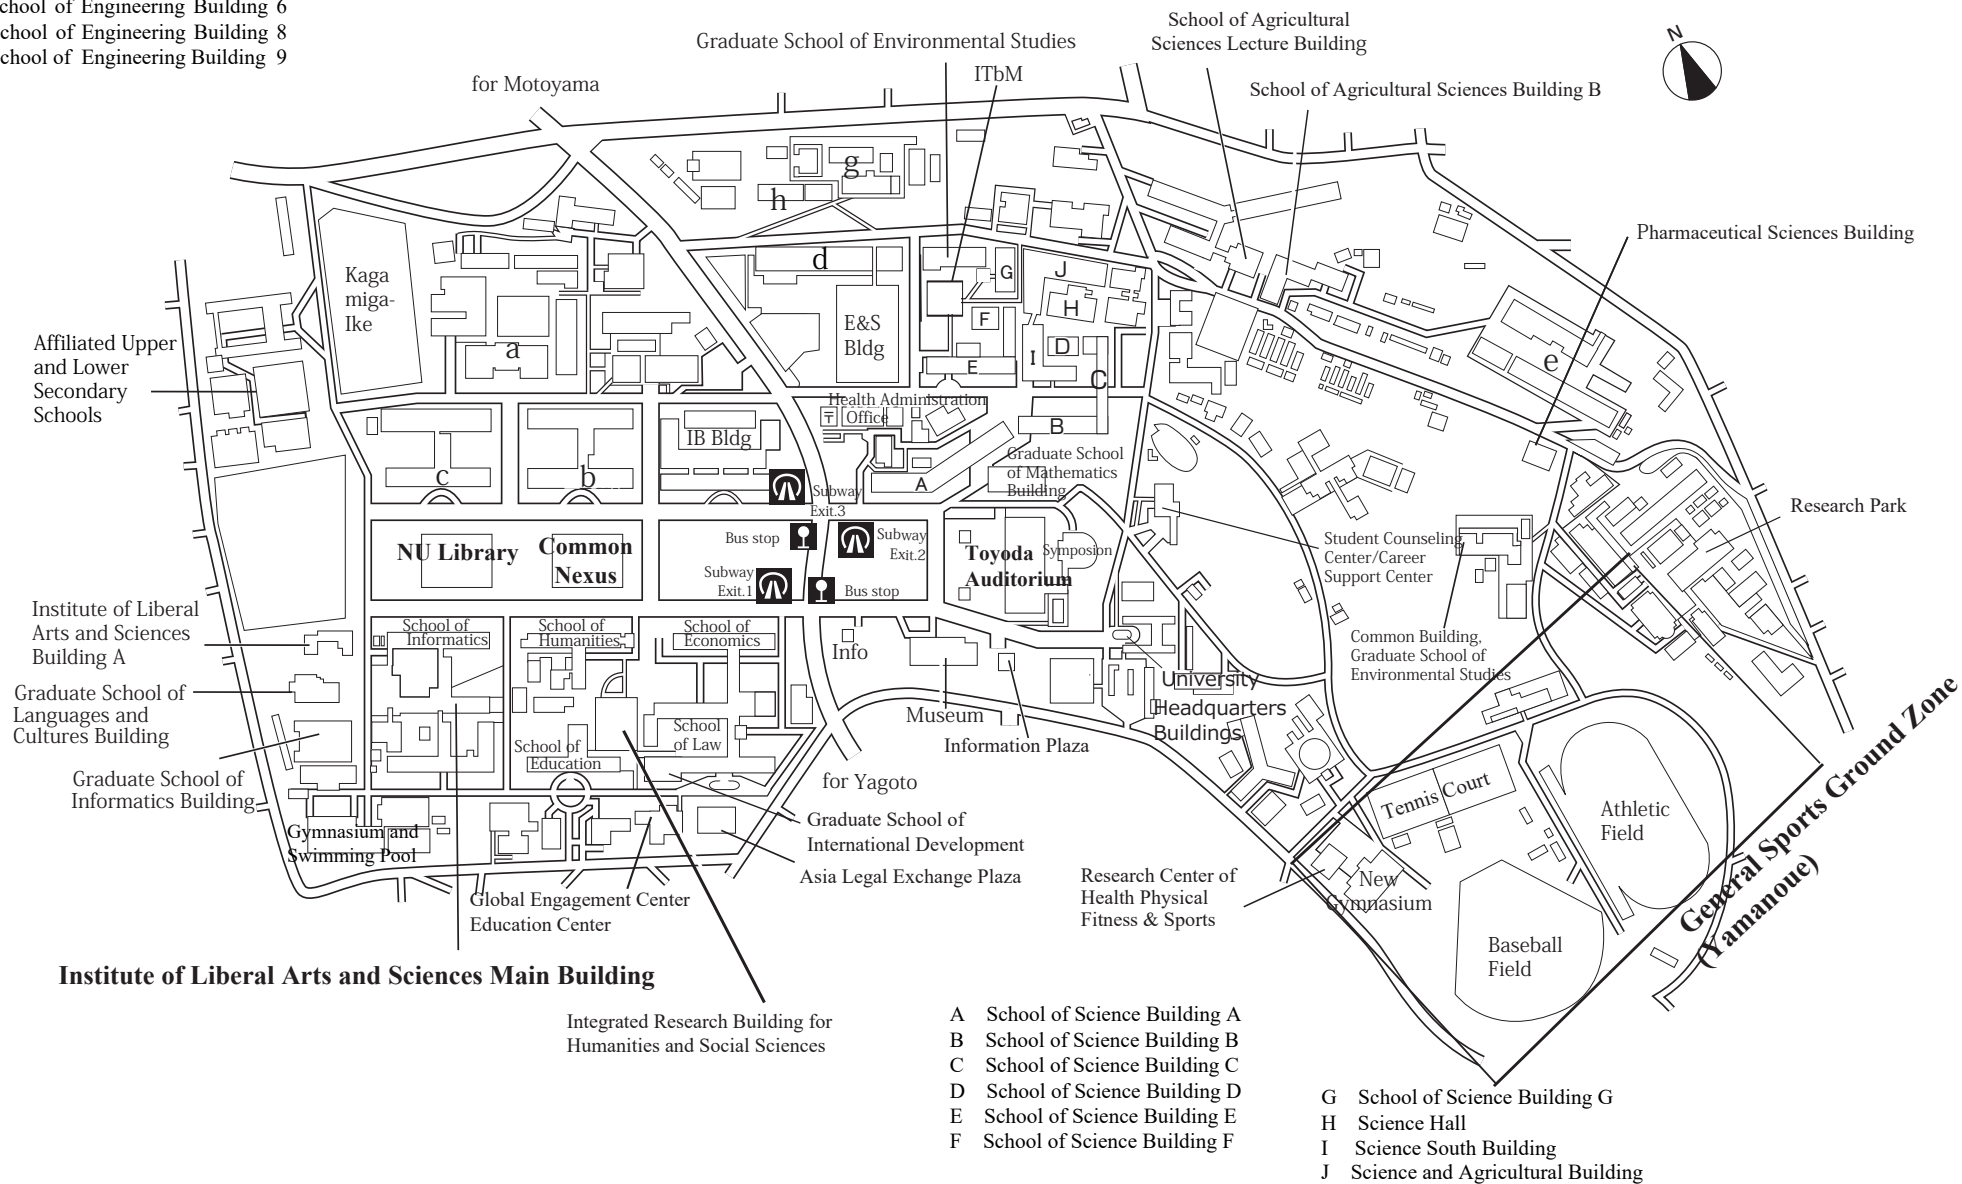 chool of Engineering Building 6
chool of Engineering Building 8
chool of Engineering Building 9
School of Agricultural
Sciences Lecture Building
N
Graduate School of Environmental Studies
ITbM
for Motoyama
School of Agricultural Sciences Building B
g
h
Pharmaceutical Sciences Building
Kaga
miga-
Ike
d
G
J
H
F
E&S
Bldg
a
I
D
E
C
e
Affiliated Upper
and Lower
Secondary
Schools
Health Administration
Office
〒
B
IB Bldg
Graduate School
of Mathematics
Building
c
b
A
Subway
Exit.3
Research Park
Bus stop
Subway
Exit.2
NU Library
Common
Nexus
Toyoda
Auditorium
Symposion
Student Counseling
Center/Career
Support Center
Subway
Exit.1
Bus stop
Institute of Liberal
Arts and Sciences
Building A
School of
Informatics
School of
Humanities
School of
Economics
Info
Common Building,
Graduate School of
Environmental Studies
Graduate School of
Languages and
Cultures Building
University
Headquarters
Buildings
Museum
Information Plaza
School
of Law
School of
Education
Graduate School of
Informatics Building
for Yagoto
Tennis Court
Athletic
Field
General Sports Ground Zone
(Yamanoue)
Gymnasium and
Swimming Pool
Graduate School of
International Development
Asia Legal Exchange Plaza
Research Center of
Health Physical
Fitness & Sports
New
Gymnasium
Global Engagement Center
Education Center
Baseball
Field
Institute of Liberal Arts and Sciences Main Building
Integrated Research Building for
Humanities and Social Sciences
A School of Science Building A
B School of Science Building B
C School of Science Building C
D School of Science Building D
E School of Science Building E
F School of Science Building F
G School of Science Building G
H Science Hall
I Science South Building
J Science and Agricultural Building